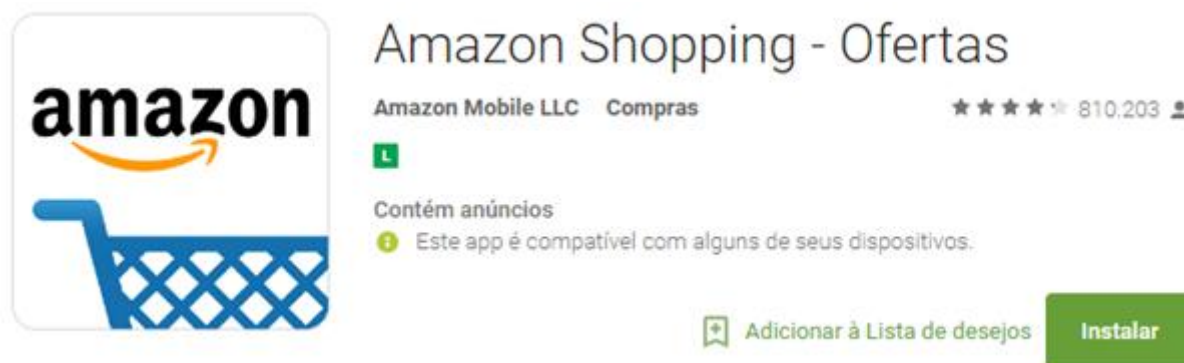 amazon
Amazon Shopping - Ofertas
Amazon Mobile LLC Compras 810.203
L
Contém anúncios
Este app é compatível com alguns de seus dispositivos.
Adicionar à Lista de desejos Instalar